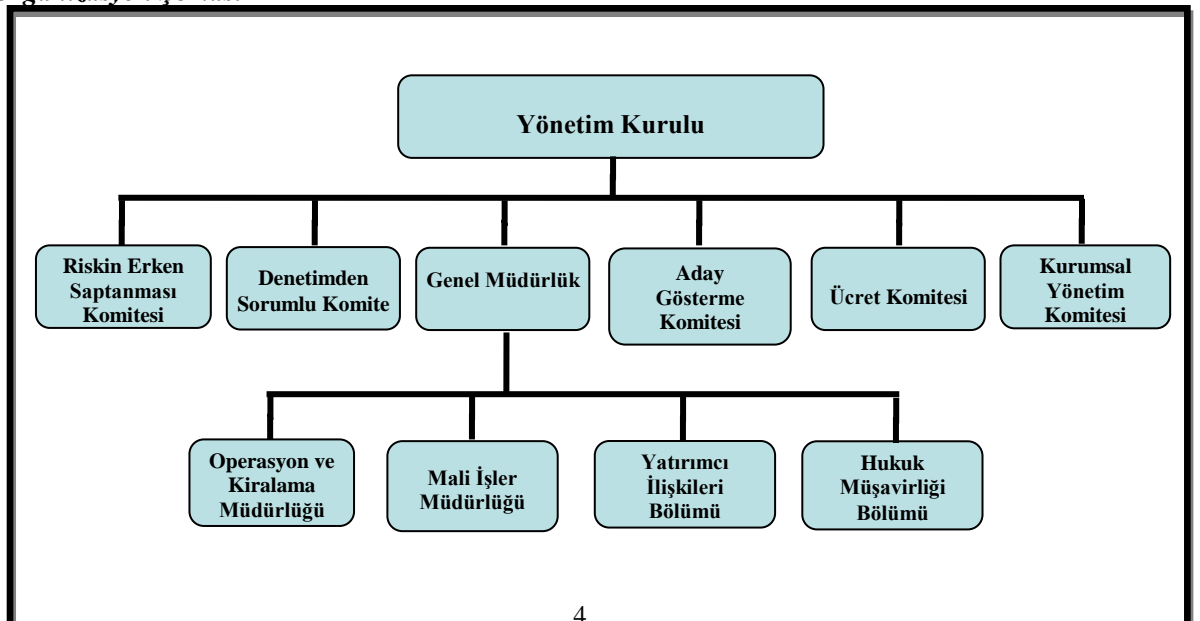 Yönetim Kurulu
Riskin Erken
Saptanması
Komitesi
Denetimden
Sorumlu Komite
Genel Müdürlük
Aday
Gösterme
Komitesi
Ücret Komitesi
Kurumsal
Yönetim
Komitesi
Operasyon ve
Kiralama
Müdürlüğü
Mali İşler
Müdürlüğü
Yatırımcı
İlişkileri
Bölümü
Hukuk
Müşavirliği
Bölümü
4